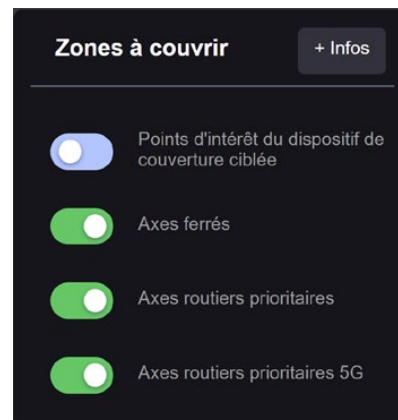 Zones à couvrir
+ Infos
Points d'intérêt du dispositif de
couverture ciblée
Axes ferrés
Axes routiers prioritaires
Axes routiers prioritaires 5G